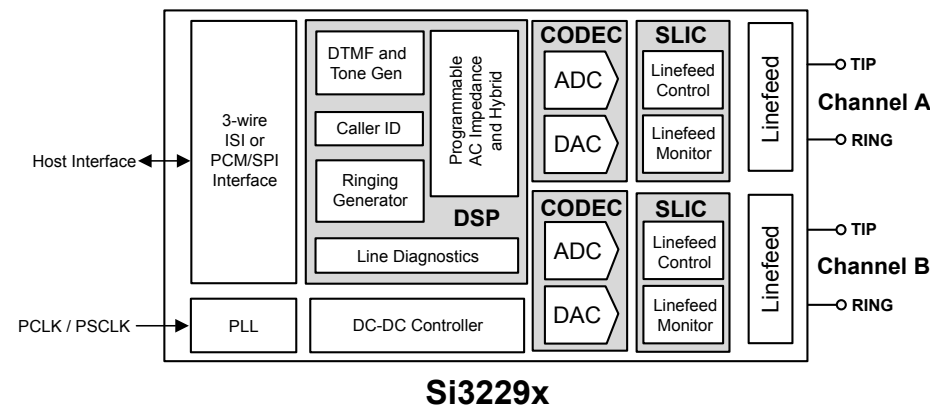 Host Interface
PCLK / PSCLK
3-wire
ISI or
PCM/SPI
Interface
PLL
DTMF and
Tone Gen
Caller ID
Ringing
Generator
Programmable
AC Impedance
and Hybrid
DSP
Line Diagnostics
DC-DC Controller
CODEC
ADC
DAC
SLIC
Linefeed
Control
Linefeed
Monitor
Linefeed
TIP
Channel A
RING
CODEC
ADC
DAC
SLIC
Linefeed
Control
Linefeed
Monitor
Linefeed
TIP
Channel B
RING
Si3229x